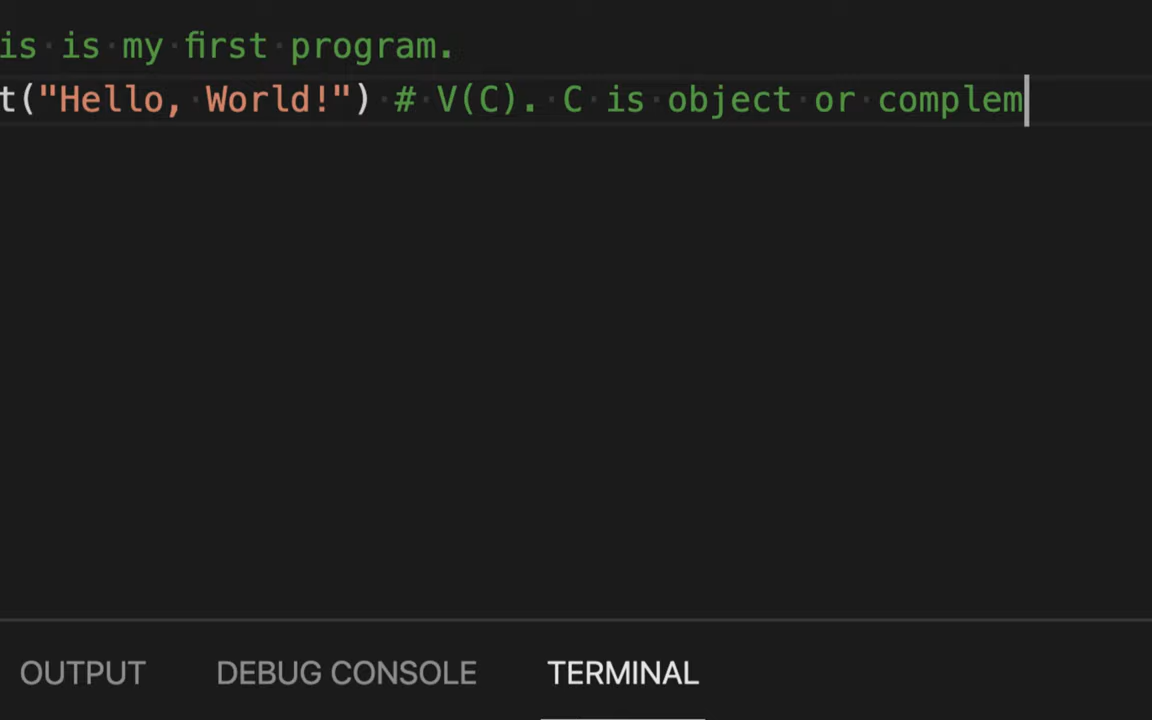 is is my first program.
t("Hello, World!") # V(C). C is object or complem
OUTPUT DEBUG CONSOLE TERMINAL